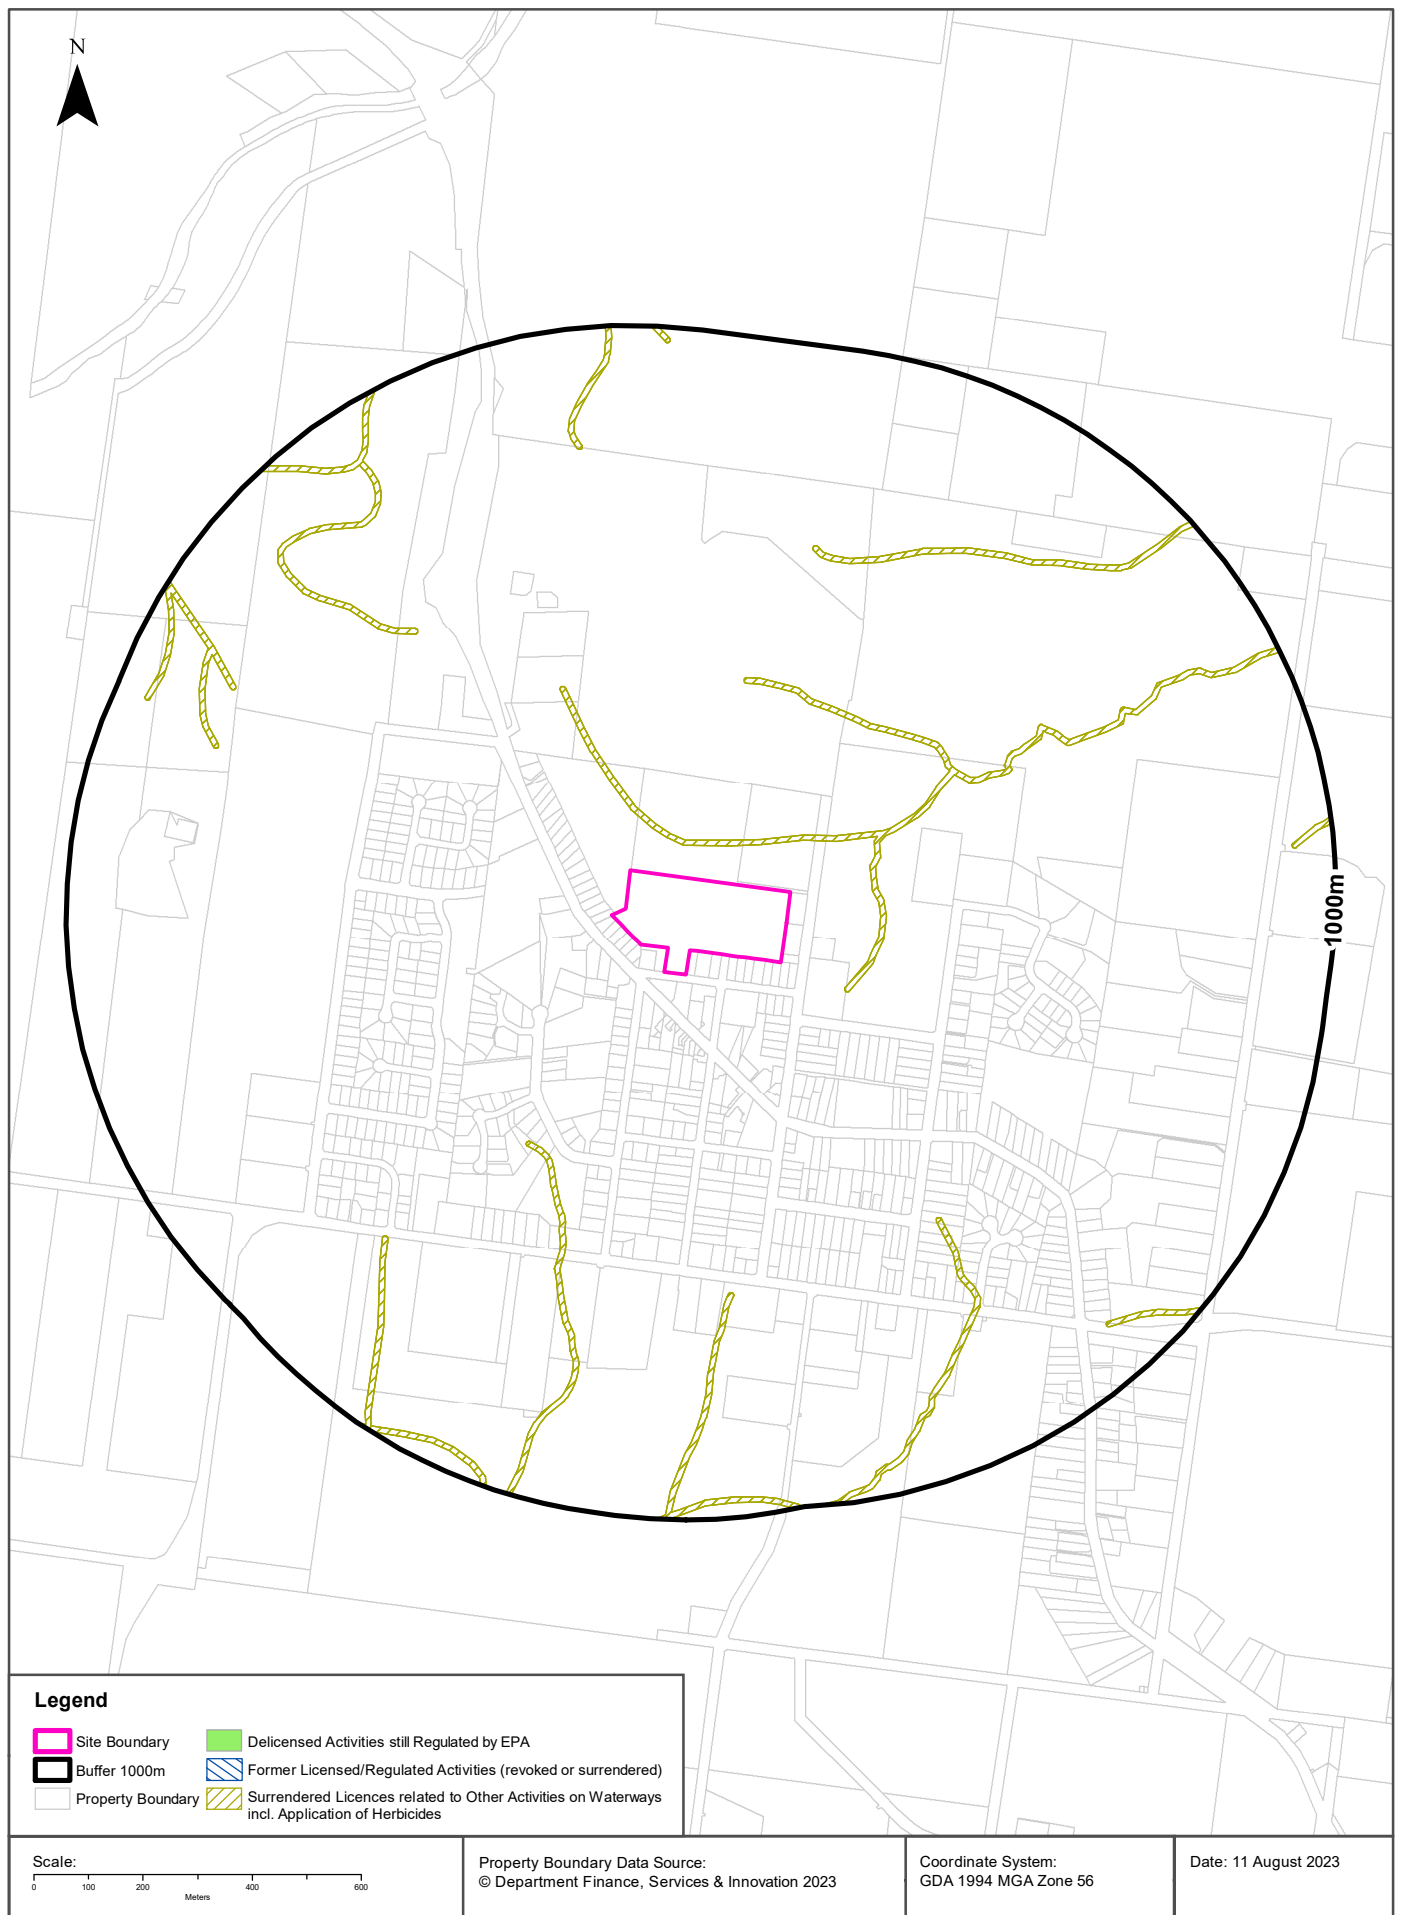 N
1000m
Legend
Site Boundary
Buffer 1000m
Property Boundary
Delicensed Activities still Regulated by EPA
Former Licensed/Regulated Activities (revoked or surrendered)
Surrendered Licences related to Other Activities on Waterways
incl. Application of Herbicides
Scale:
0 100 200 400 600
Meters
Property Boundary Data Source:
© Department Finance, Services & Innovation 2023
Coordinate System:
GDA 1994 MGA Zone 56
Date: 11 August 2023